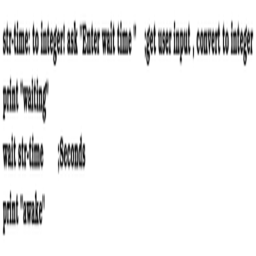 str-time: to integer! ask "Enter wait time " ;get user input , convert to integer
print "waiting"
wait str-time ;Seconds
print "awake"